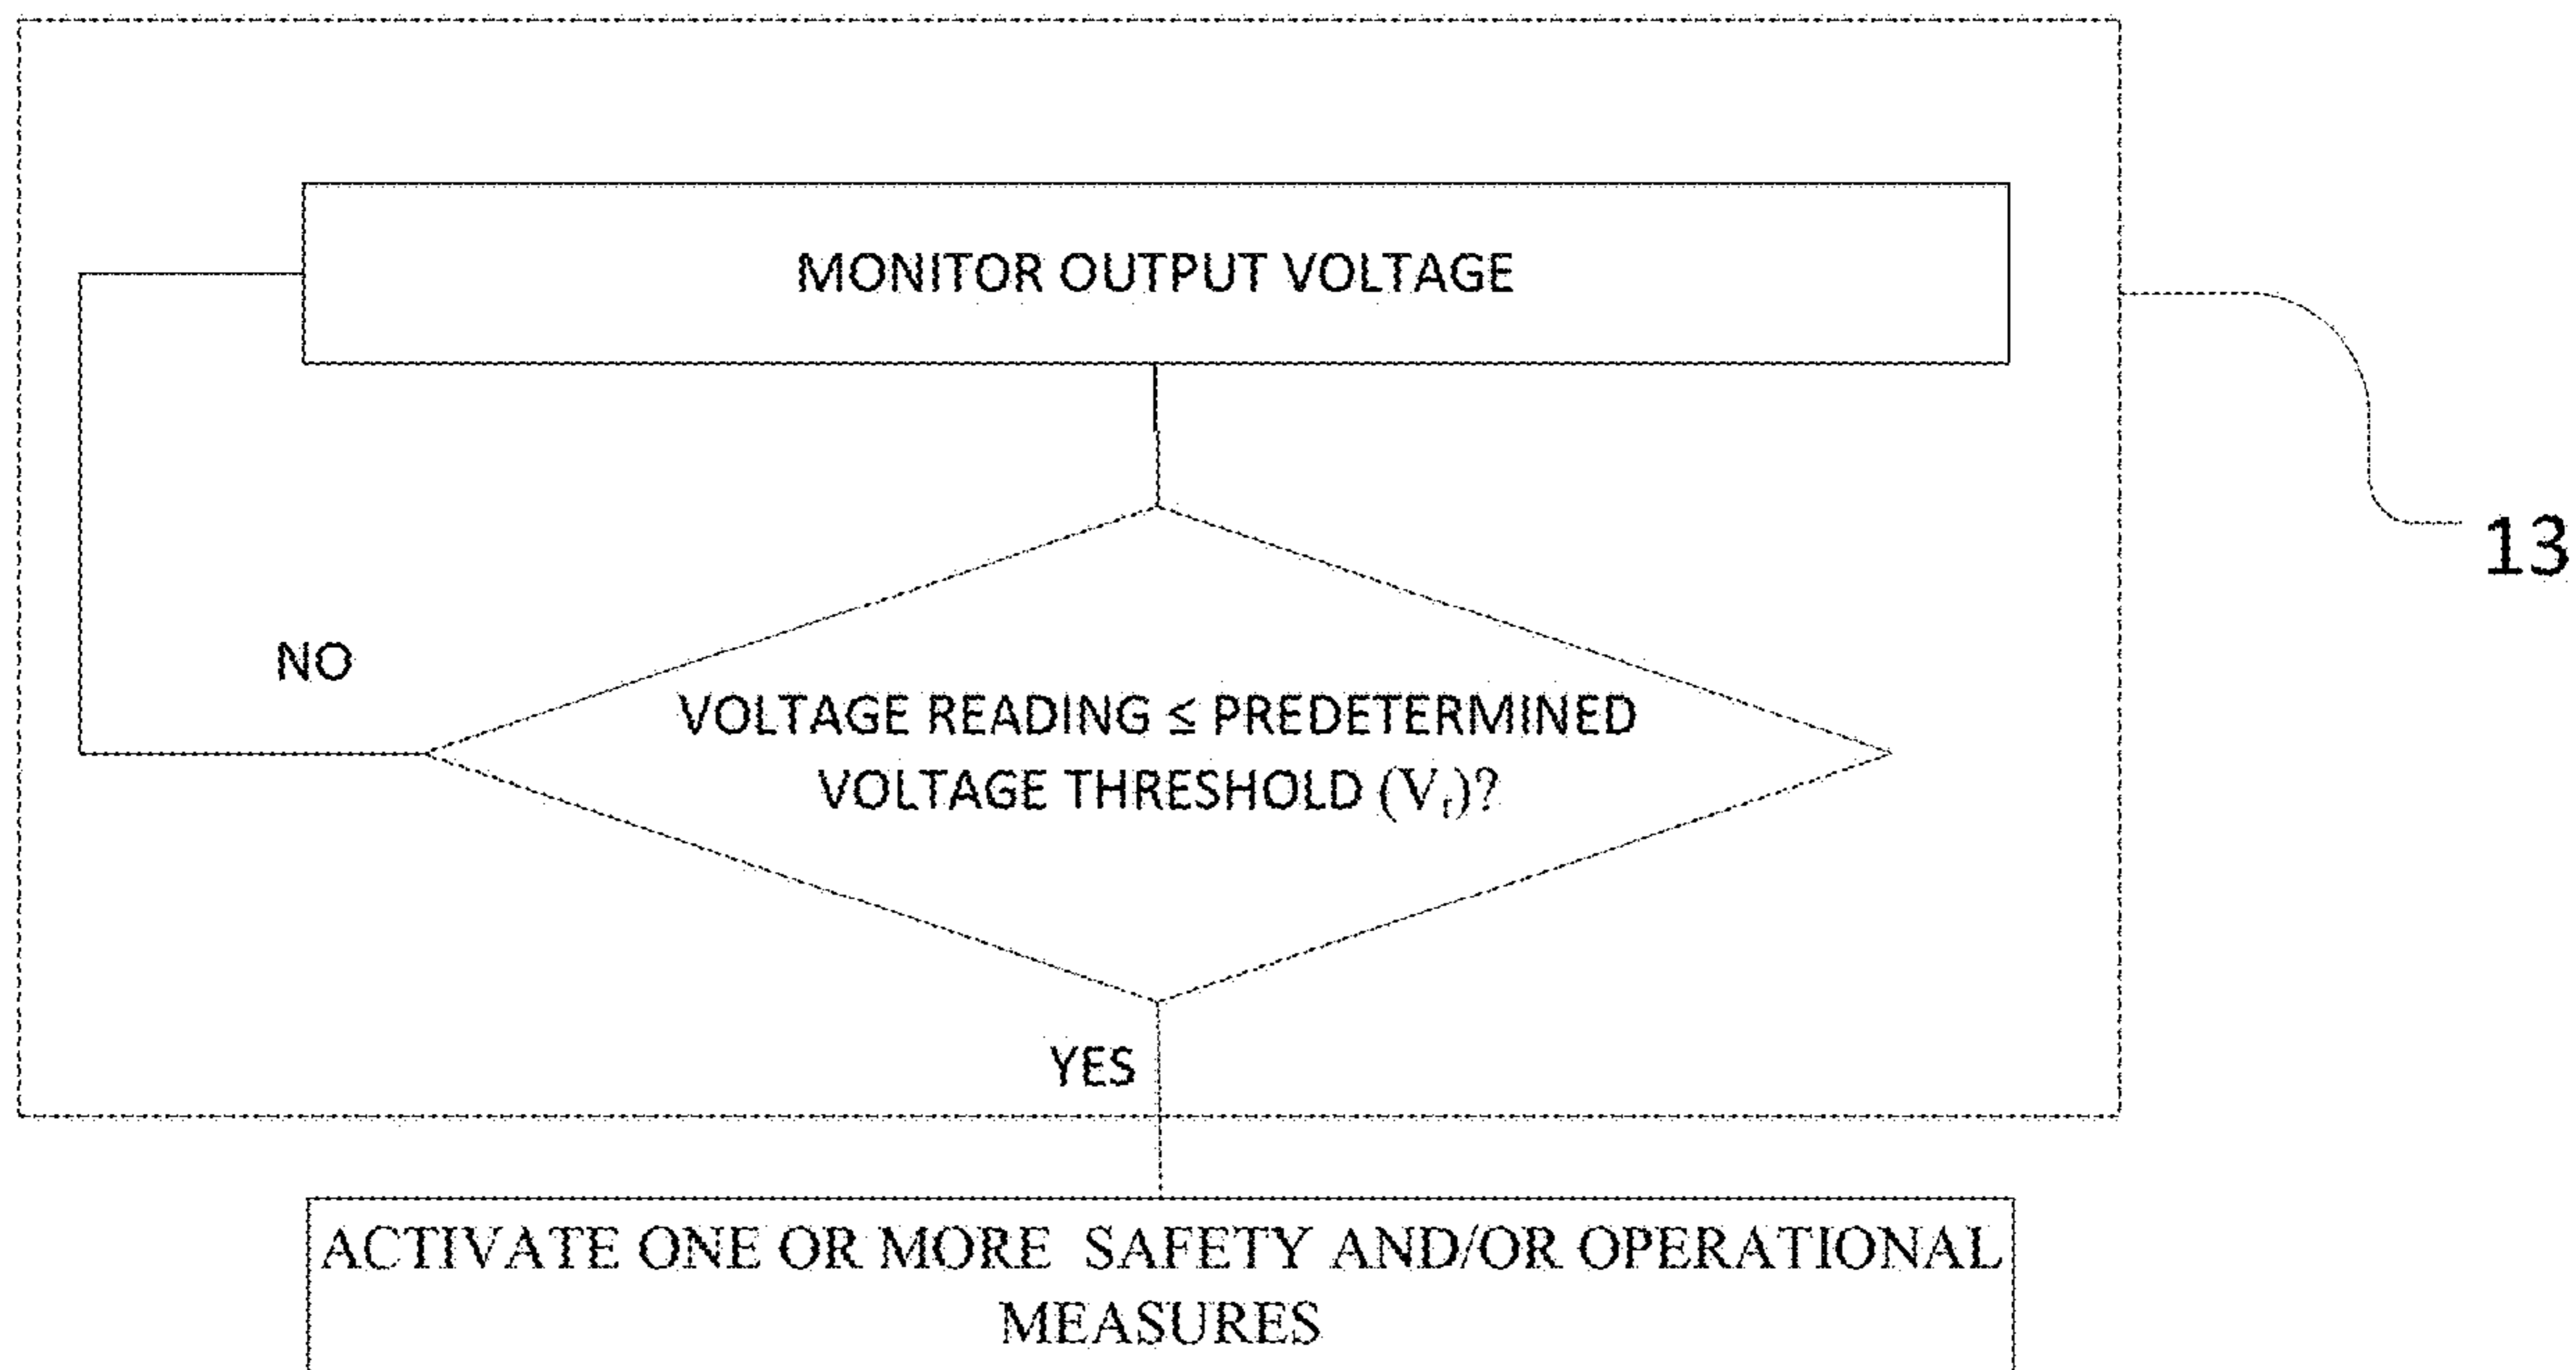 MONITOR OUTPUT VOLTAGE
13
NO
VOLTAGE READING ≤ PREDETERMINED
VOLTAGE THRESHOLD (Vₜ)?
YES
ACTIVATE ONE OR MORE SAFETY AND/OR OPERATIONAL
MEASURES